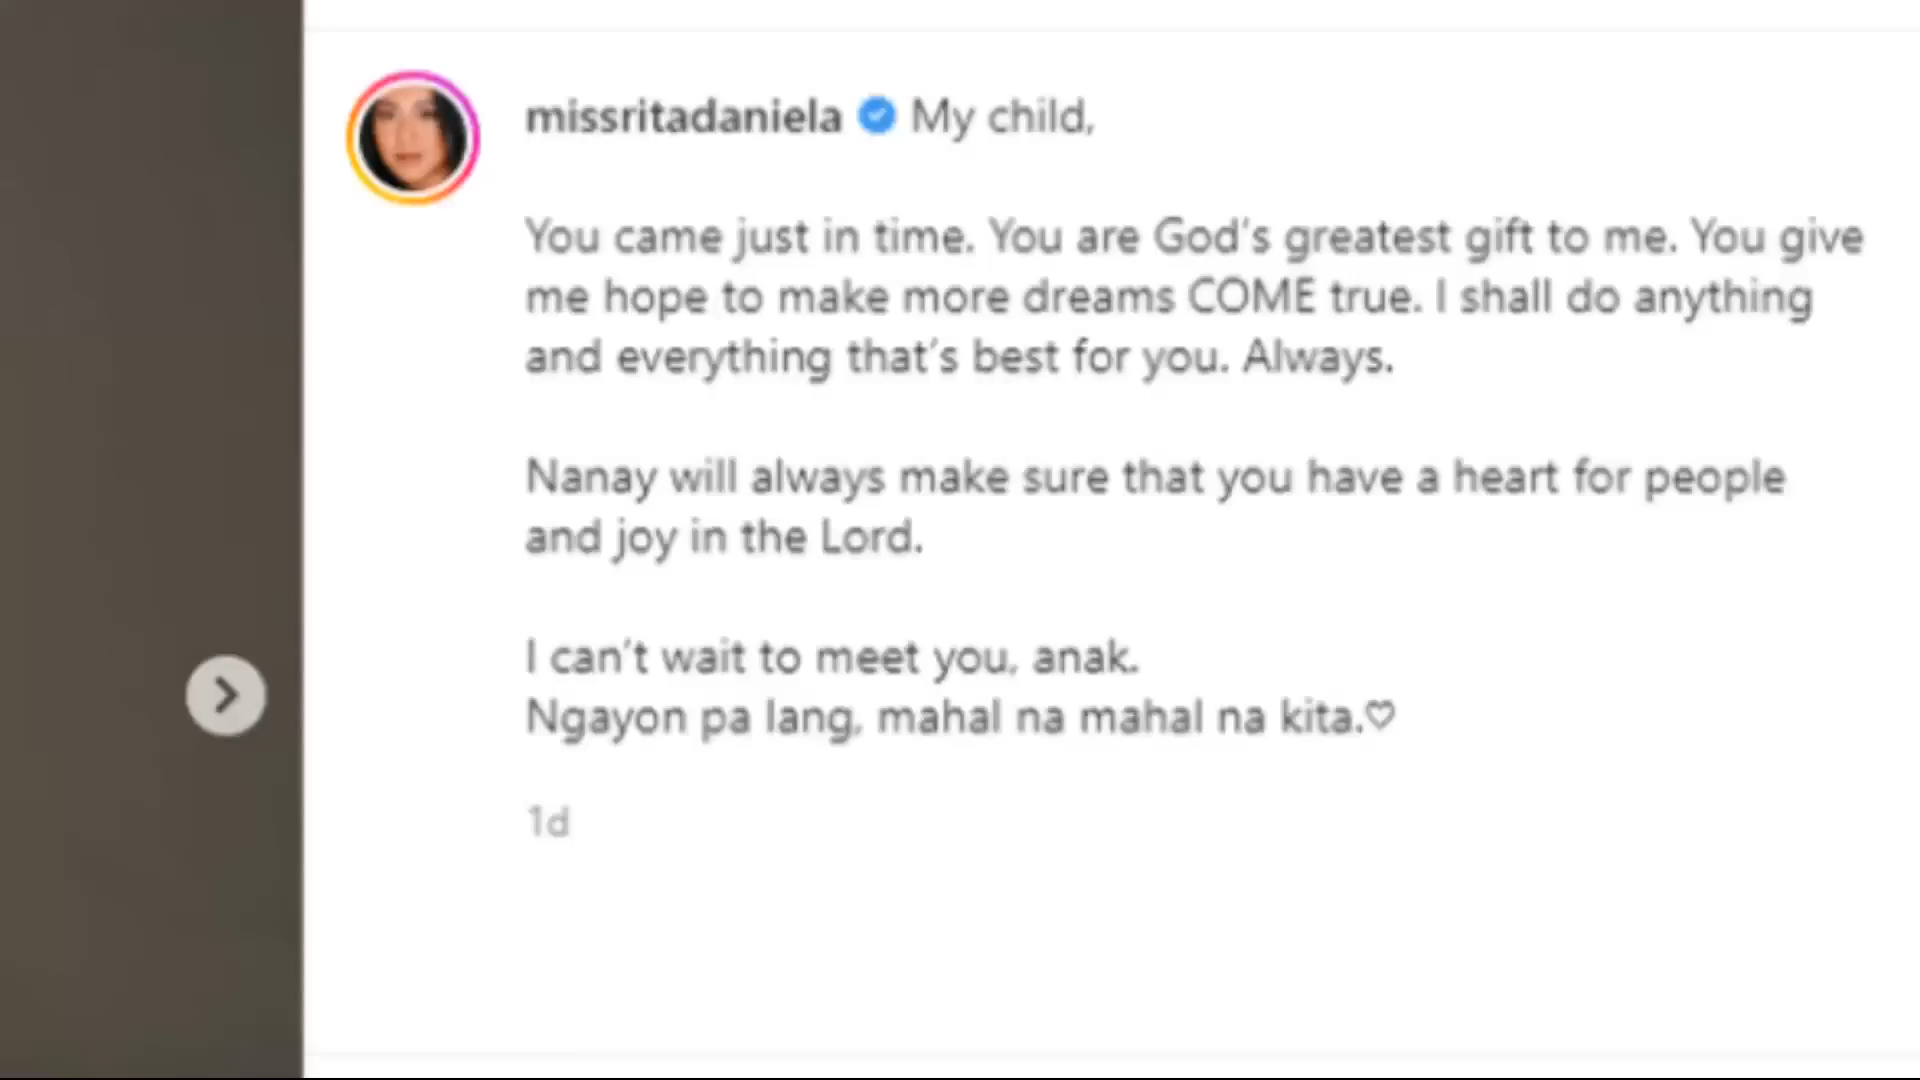 missritadaniela My child,
You came just in time. You are God's greatest gift to me. You give
me hope to make more dreams COME true. I shall do anything
and everything that's best for you. Always.
Nanay will always make sure that you have a heart for people
and joy in the Lord.
I can't wait to meet you, anak.
Ngayon pa lang, mahal na mahal na kita.♡
1d